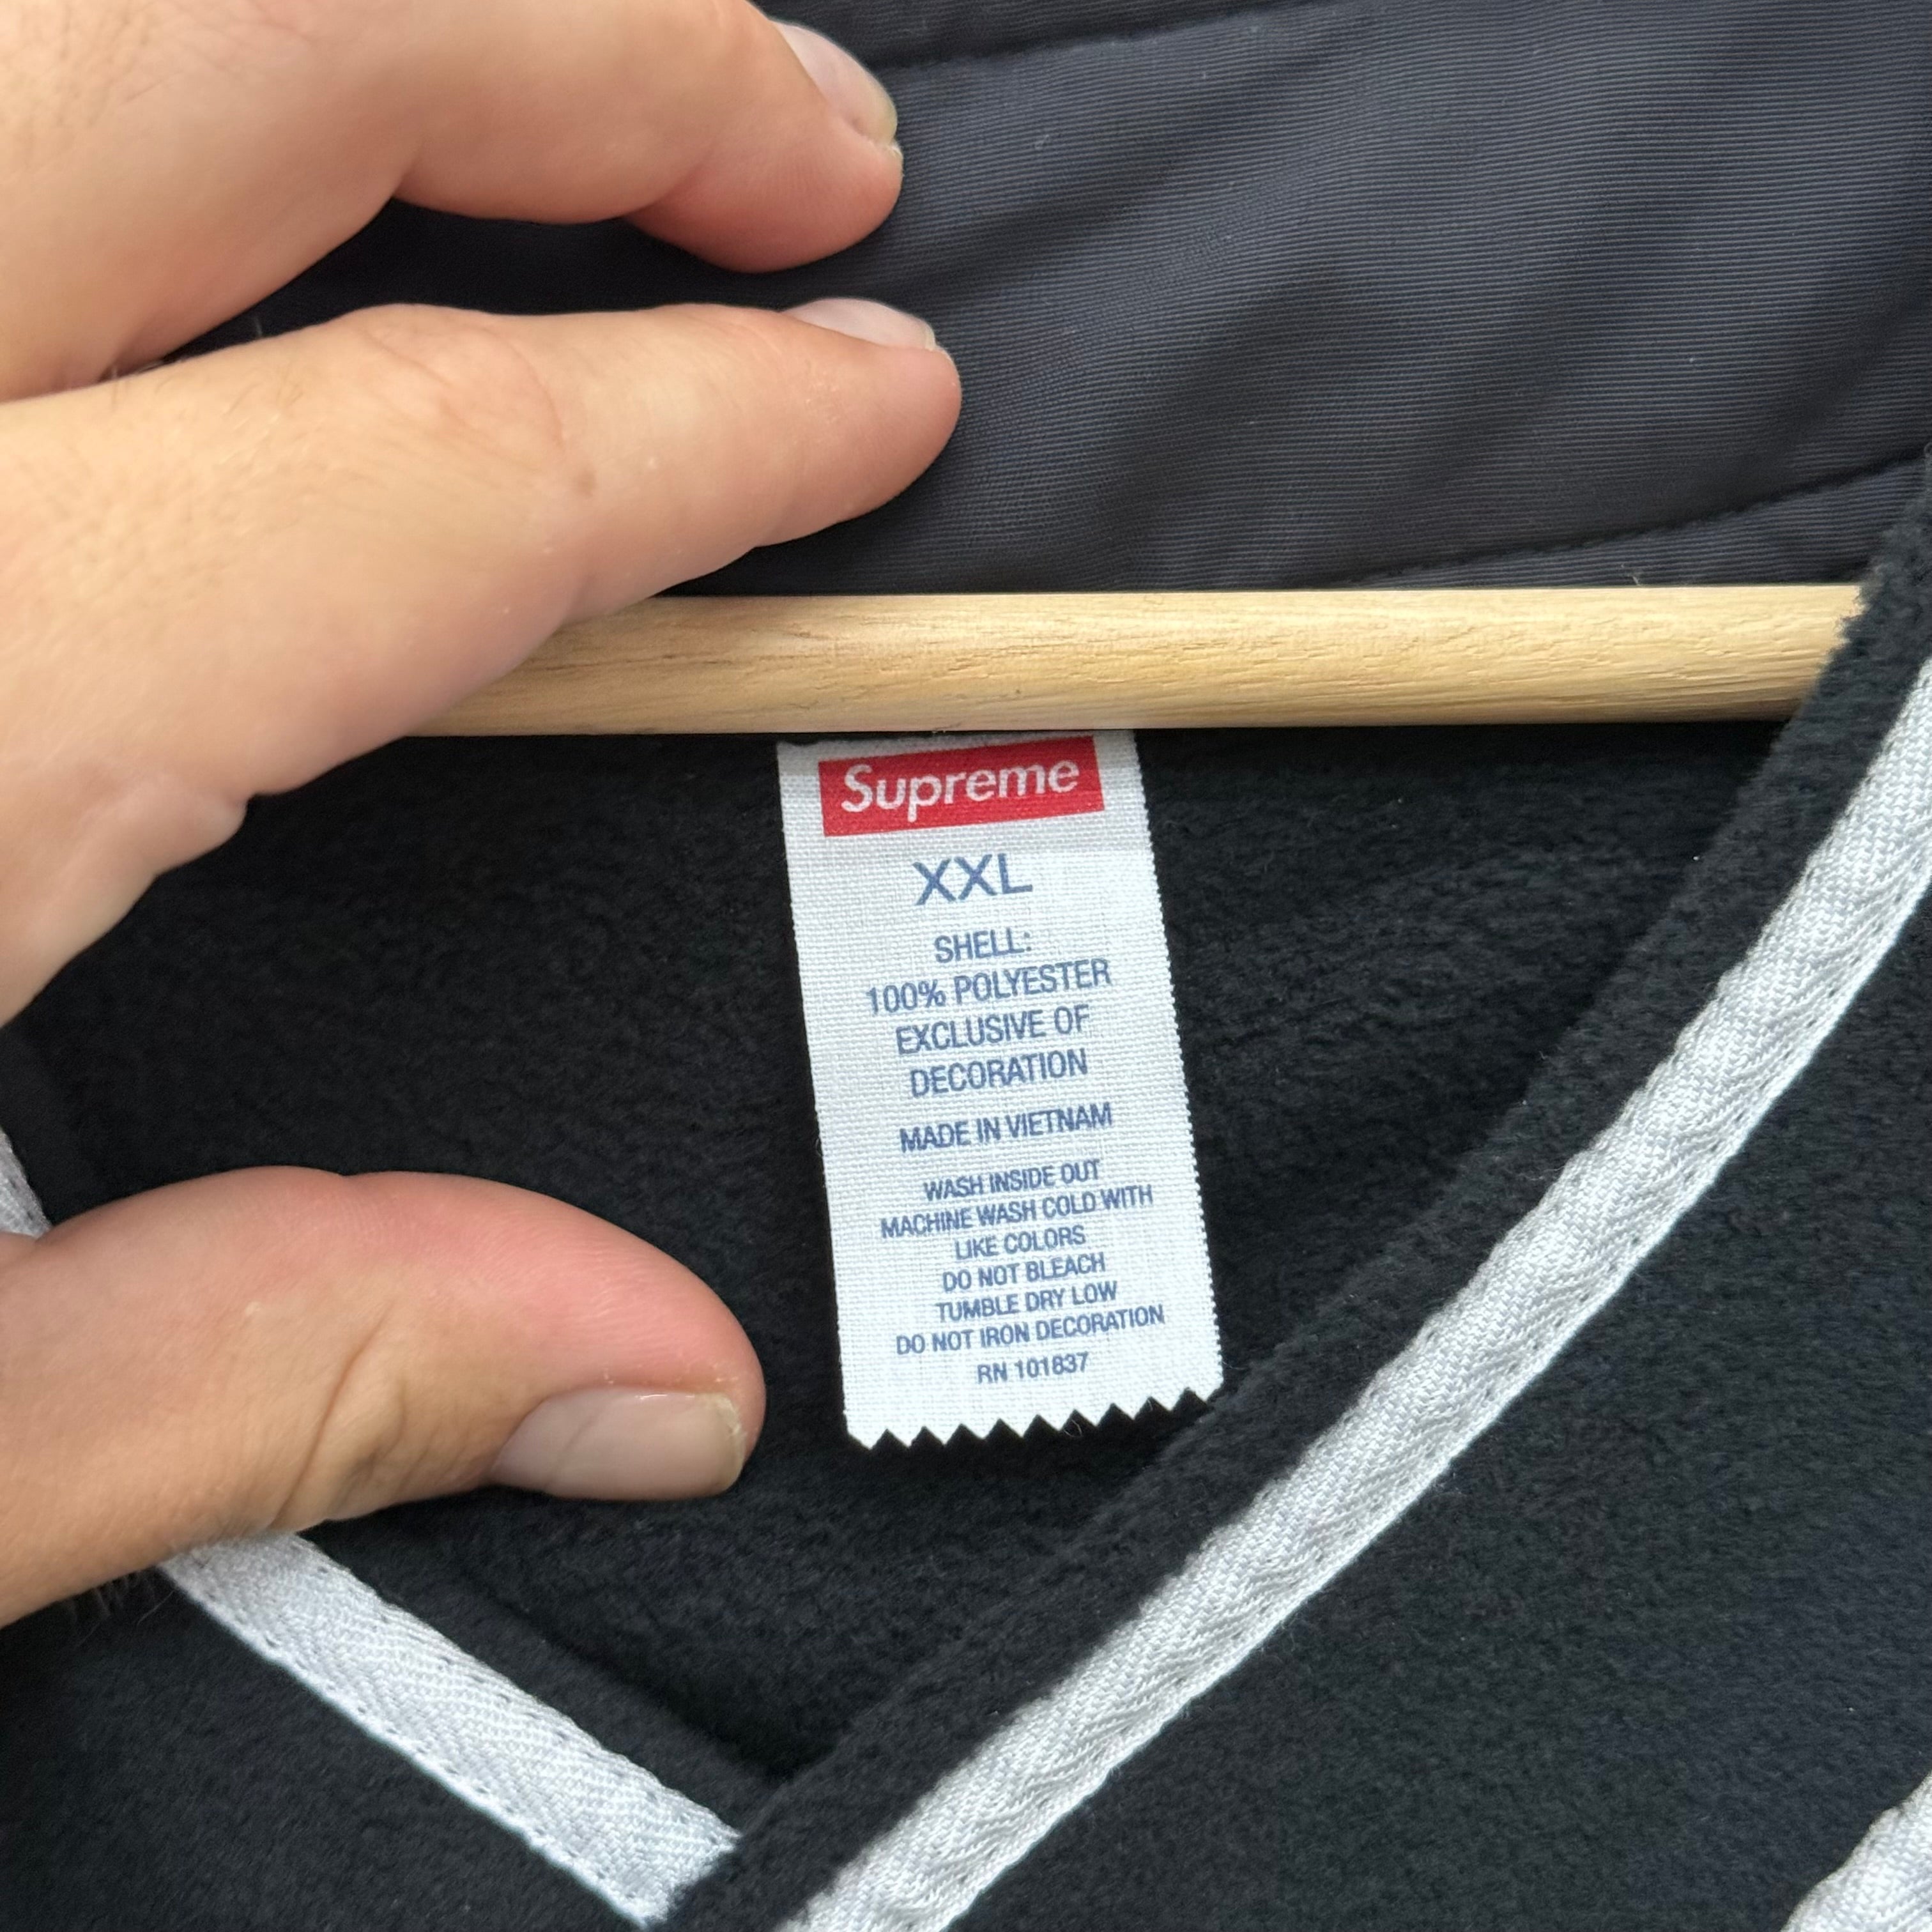 Supreme
XXL
SHELL:
100% POLYESTER
EXCLUSIVE OF
DECORATION
MADE IN VIETNAM
WASH INSIDE OUT
MACHINE WASH COLD WITH
LIKE COLORS
DO NOT BLEACH
TUMBLE DRY LOW
DO NOT IRON DECORATION
RN 101837